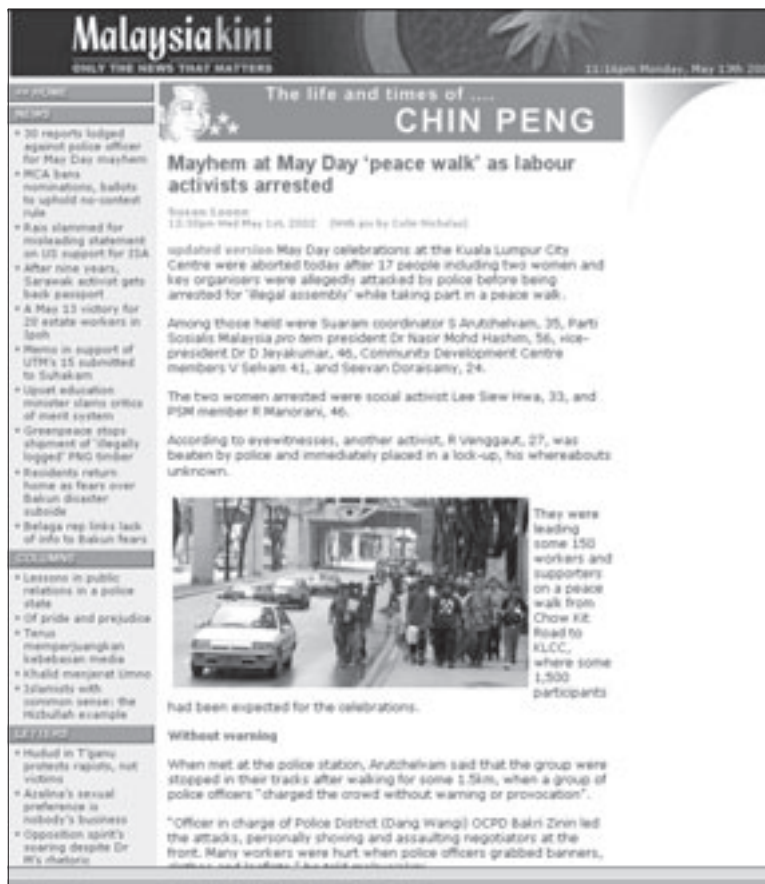 Malaysiakini
ONLY THE NEWS THAT MATTERS
11:16pm Monday, May 13th
<< HOME
NEWS
• 30 reports lodged
against police officer
for May Day mayhem
• MCA bans
nominations, ballots
to uphold no-contest
rule
• Rais slammed for
misleading statement
on US support for ISA
• After nine years,
Sarawak activist gets
back passport
• A May 13 victory for
20 estate workers in
Ipoh
• Memo in support of
UTM's 15 submitted
to Suhakam
• Upset education
minister slams critics
of merit system
• Greenpeace stops
shipment of 'illegally
logged' PNG timber
• Residents return
home as fears over
Bakun disaster
subside
• Belaga rep links lack
of info to Bakun fears
COLUMNS
• Lessons in public
relations in a police
state
• Of pride and prejudice
• Terus
memperjuangkan
kebebasan media
• Khalid menjerat Umno
• Islamists with
common sense: the
Hizbullah example
LETTERS
• Hudud in T'ganu
protests rapists, not
victims
• Azalina's sexual
preference is
nobody's business
• Opposition spirit's
soaring despite Dr
M's rhetoric
The life and times of ....
CHIN PENG
Mayhem at May Day 'peace walk' as labour
activists arrested
Susan Loone
12:30pm Wed May 1st, 2002 (With pix by Colin Nicholas)
updated version May Day celebrations at the Kuala Lumpur City
Centre were aborted today after 17 people including two women and
key organisers were allegedly attacked by police before being
arrested for 'illegal assembly' while taking part in a peace walk.
Among those held were Suaram coordinator S Arutchelvam, 35, Parti
Sosialis Malaysia pro tem president Dr Nasir Mohd Hashim, 56, vice-
president Dr D Jeyakumar, 46, Community Development Centre
members V Selvam 41, and Seevan Doraisamy, 24.
The two women arrested were social activist Lee Siew Hwa, 33, and
PSM member R Manorani, 46.
According to eyewitnesses, another activist, R Venggaut, 27, was
beaten by police and immediately placed in a lock-up, his whereabouts
unknown.
They were
leading
some 150
workers and
supporters
on a peace
walk from
Chow Kit
Road to
KLCC,
where some
1,500
participants
had been expected for the celebrations.
Without warning
When met at the police station, Arutchelvam said that the group were
stopped in their tracks after walking for some 1.5km, when a group of
police officers "charged the crowd without warning or provocation".
"Officer in charge of Police District (Dang Wangi) OCPD Bakri Zinin led
the attacks, personally shoving and assaulting negotiators at the
front. Many workers were hurt when police officers grabbed banners,